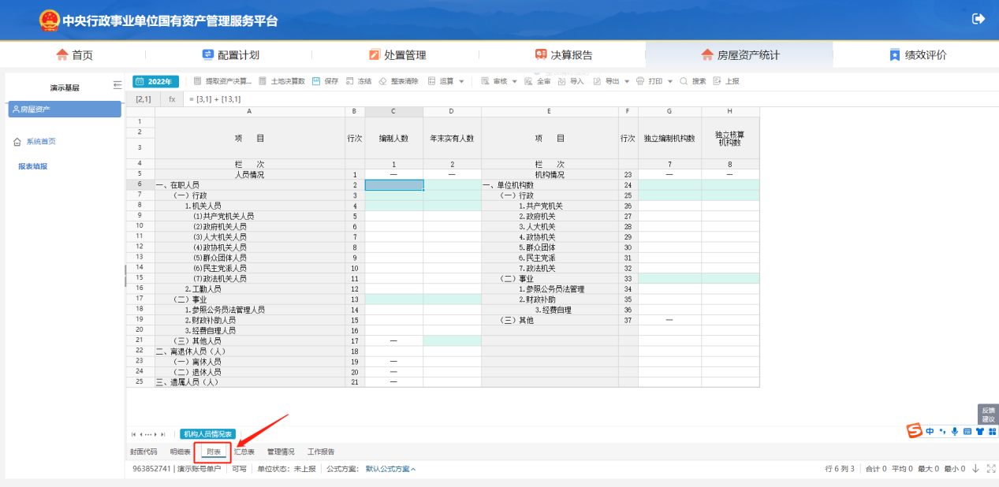 中央行政事业单位国有资产管理服务平台
首页 配置计划 处置管理 决算报告 房屋资产统计 绩效评价
演示基层
房屋资产
系统首页
报表填报
2022年 提取资产决算... 土地决算数 保存 冻结 整表清除 运算 审核 全审 导入 导出 打印 搜索 上报
[2,1] fx = [3,1] + [13,1]
A B C D E F G H
1
2
3
项 目 行次 编制人数 年末实有人数 项 目 行次 独立编制机构数 独立核算
机构数
4 栏 次 1 2 栏 次 7 8
5 人员情况 1 — — 机构情况 23 — —
6 一、在职人员 2 一、单位机构数 24
7 （一）行政 3 （一）行政 25
8 1.机关人员 4 1.共产党机关 26
9 (1)共产党机关人员 5 2.政府机关 27
10 (2)政府机关人员 6 3.人大机关 28
11 (3)人大机关人员 7 4.政协机关 29
12 (4)政协机关人员 8 5.群众团体 30
13 (5)群众团体人员 9 6.民主党派 31
14 (6)民主党派人员 10 7.政法机关 32
15 (7)政法机关人员 11 （二）事业 33
16 2.工勤人员 12 1.参照公务员法管理 34
17 （二）事业 13 2.财政补助 35
18 1.参照公务员法管理人员 14 3.经费自理 36
19 2.财政补助人员 15 （三）其他 37 —
20 3.经费自理人员 16
21 （三）其他人员 17 —
22 二、离退休人员（人） 18
23 （一）离休人员 19 —
24 （二）退休人员 20 —
25 三、遗属人员（人） 21 —
反馈
建议
机构人员情况表
中
封面代码 明细表 附表 汇总表 管理情况 工作报告
963852741 | 演示账号单户 可写 单位状态：未上报 公式方案：默认公式方案 行 6 列 3 合计 0 平均 0 最大 0 最小 0